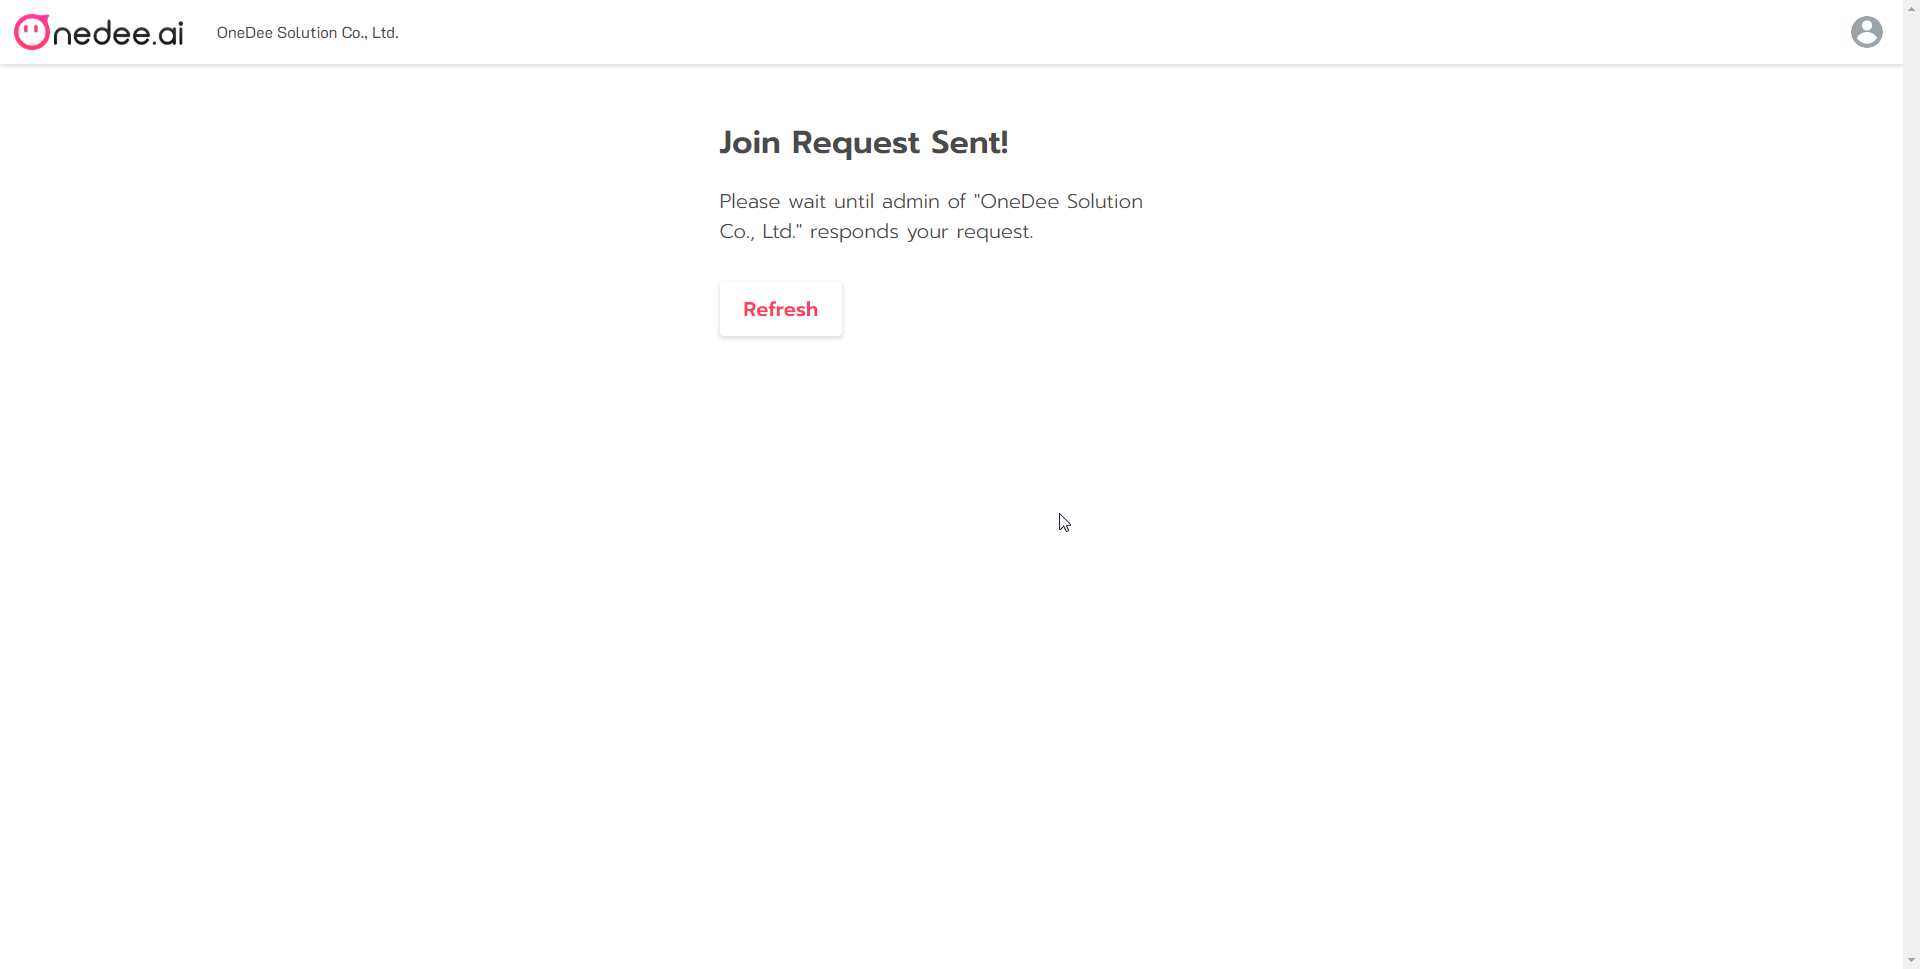 Onedee.ai
OneDee Solution Co., Ltd.
Join Request Sent!
Please wait until admin of "OneDee Solution
Co., Ltd." responds your request.
Refresh